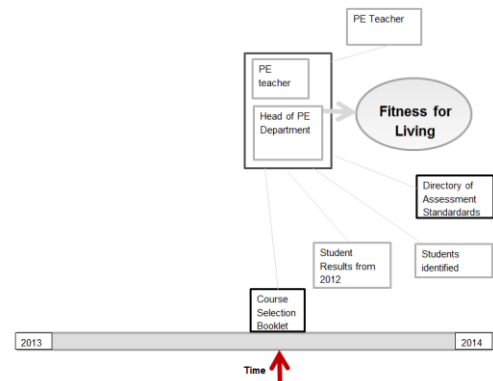 PE Teacher
PE
teacher
Head of PE
Department
Fitness for
Living
Directory of
Assessment
Standardards
Student
Results from
2012
Students
identified
Course
Selection
Booklet
2013
2014
Time